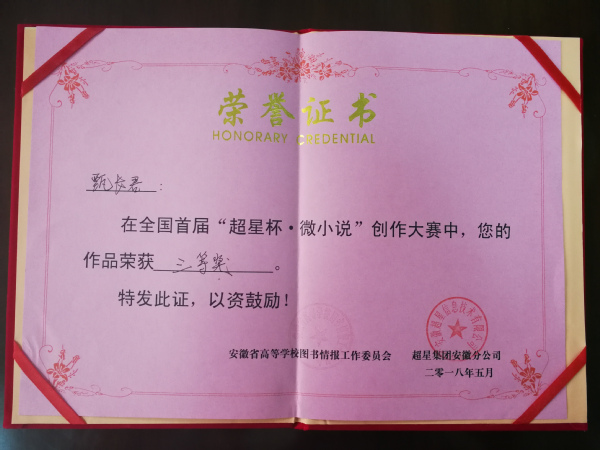 荣誉证书
HONORARY CREDENTIAL
甄长君：
在全国首届“超星杯·微小说”创作大赛中，您的
作品荣获 三等奖 。
特发此证，以资鼓励！
安徽省高等学校图书情报工作委员会 超星集团安徽分公司
二零一八年五月